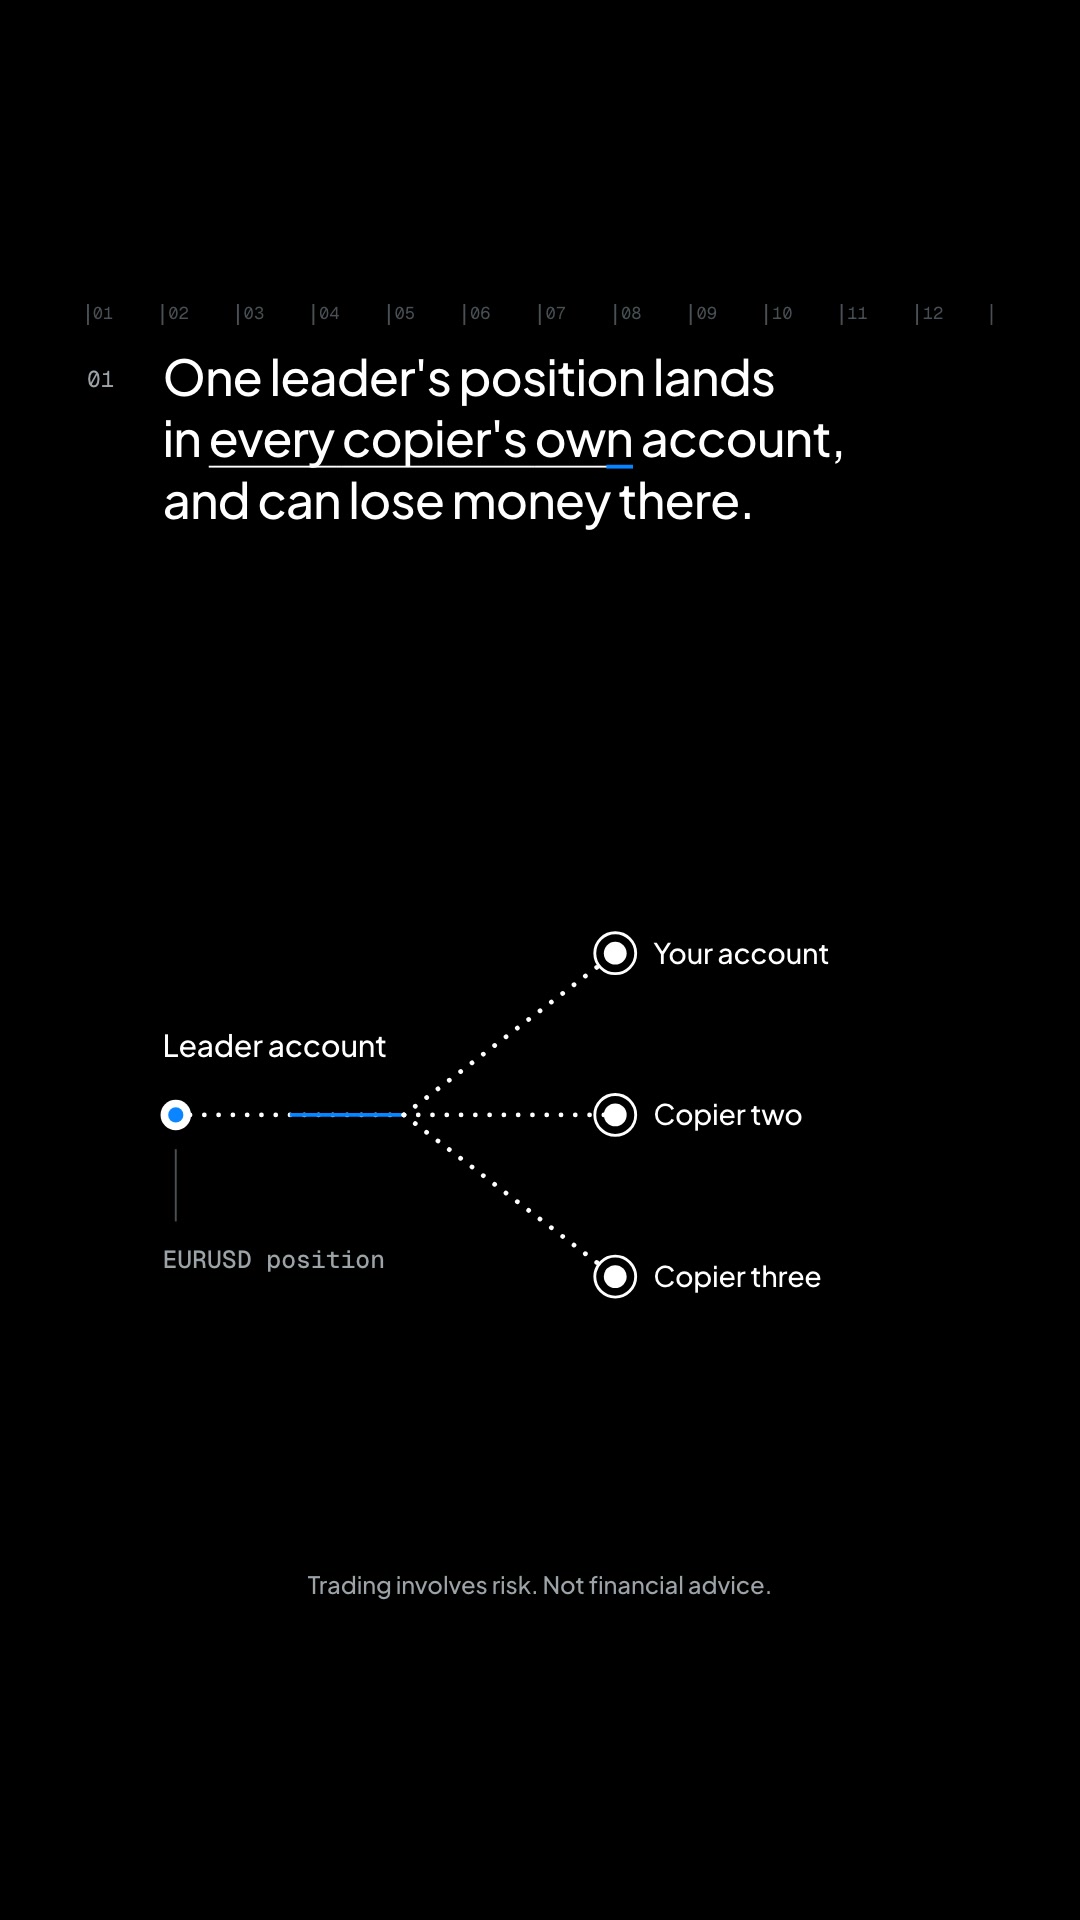 |01 |02 |03 |04 |05 |06 |07 |08 |09 |10 |11 |12 |
01
One leader's position lands
in every copier's own account,
and can lose money there.
Your account
Leader account
Copier two
EURUSD position
Copier three
Trading involves risk. Not financial advice.